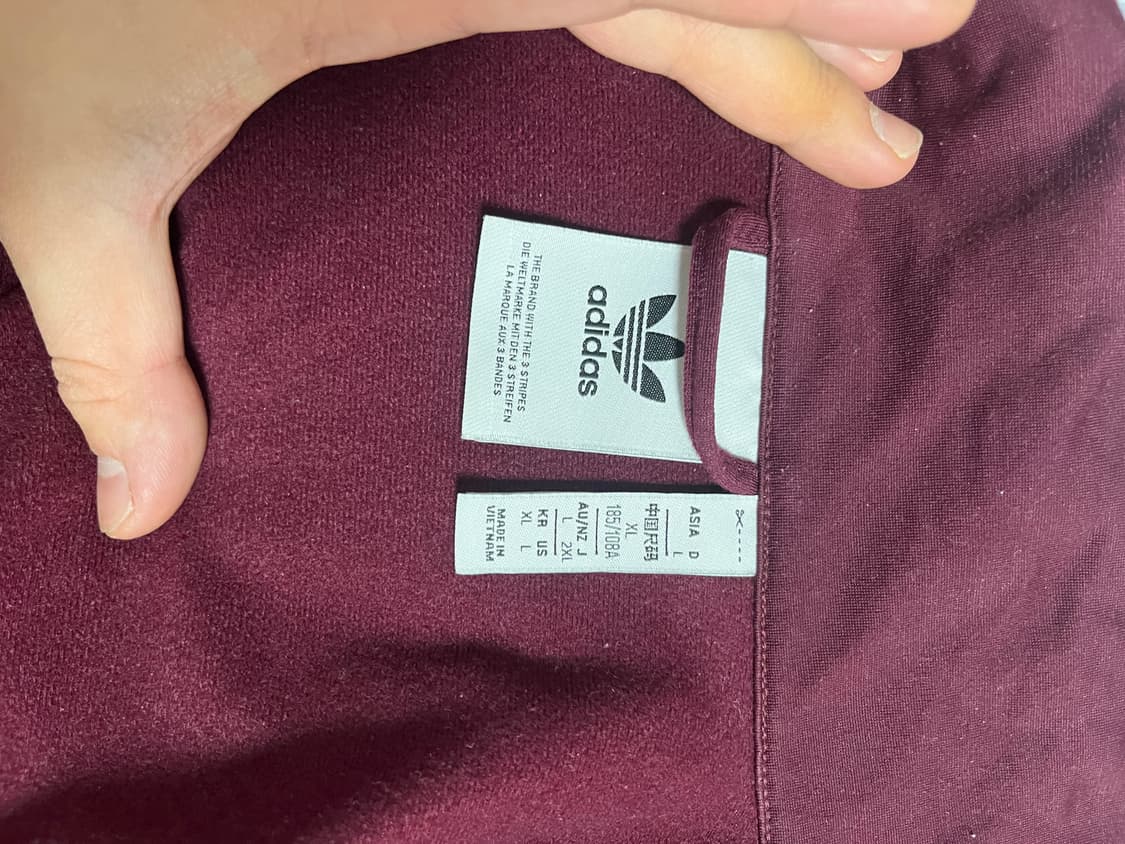 adidas
THE BRAND WITH THE 3 STRIPES
DIE WELTMARKE MIT DEN 3 STREIFEN
LA MARQUE AUX 3 BANDES
ASIA D
L
中国尺码
XL
185/108A
AU/NZ J
L 2XL
KR US
XL L
MADE IN
VIETNAM